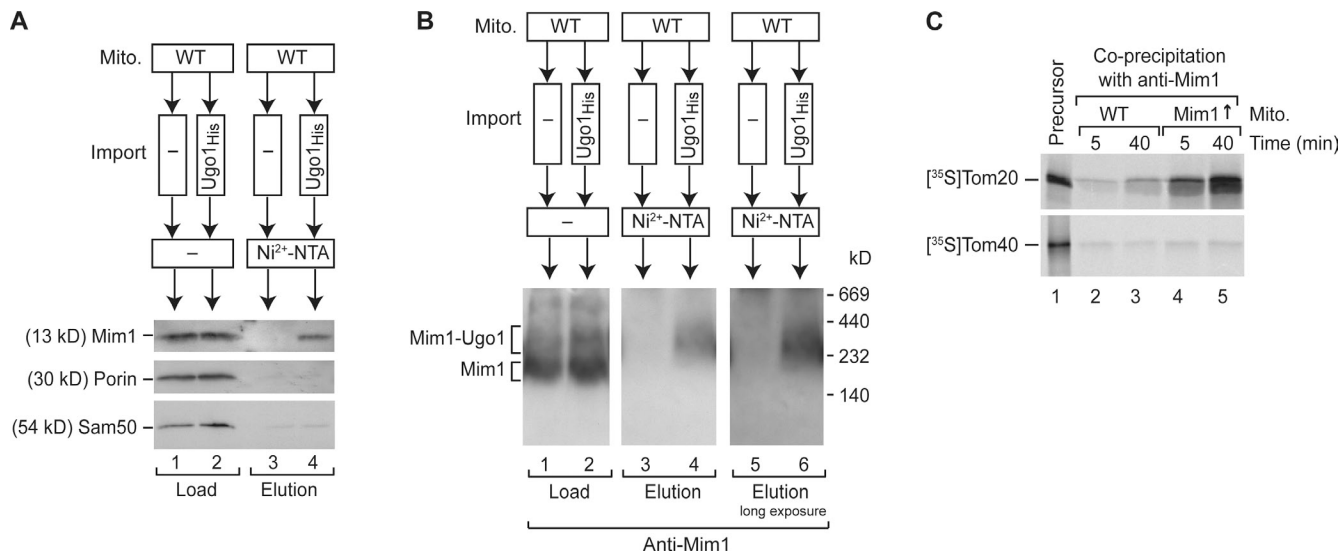 A
Mito.
WT
WT
Import
–
Ugo1His
–
Ugo1His
–
Ni2+-NTA
(13 kD) Mim1
(30 kD) Porin
(54 kD) Sam50
1 2 3 4
Load Elution
B
Mito.
WT
WT
WT
Import
–
Ugo1His
–
Ugo1His
–
Ugo1His
–
Ni2+-NTA
Ni2+-NTA
kD
669
440
232
140
Mim1-Ugo1
Mim1
1 2 3 4 5 6
Load Elution Elution
long exposure
Anti-Mim1
C
Precursor
Co-precipitation
with anti-Mim1
WT Mim1↑ Mito.
5 40 5 40 Time (min)
[35S]Tom20
[35S]Tom40
1 2 3 4 5